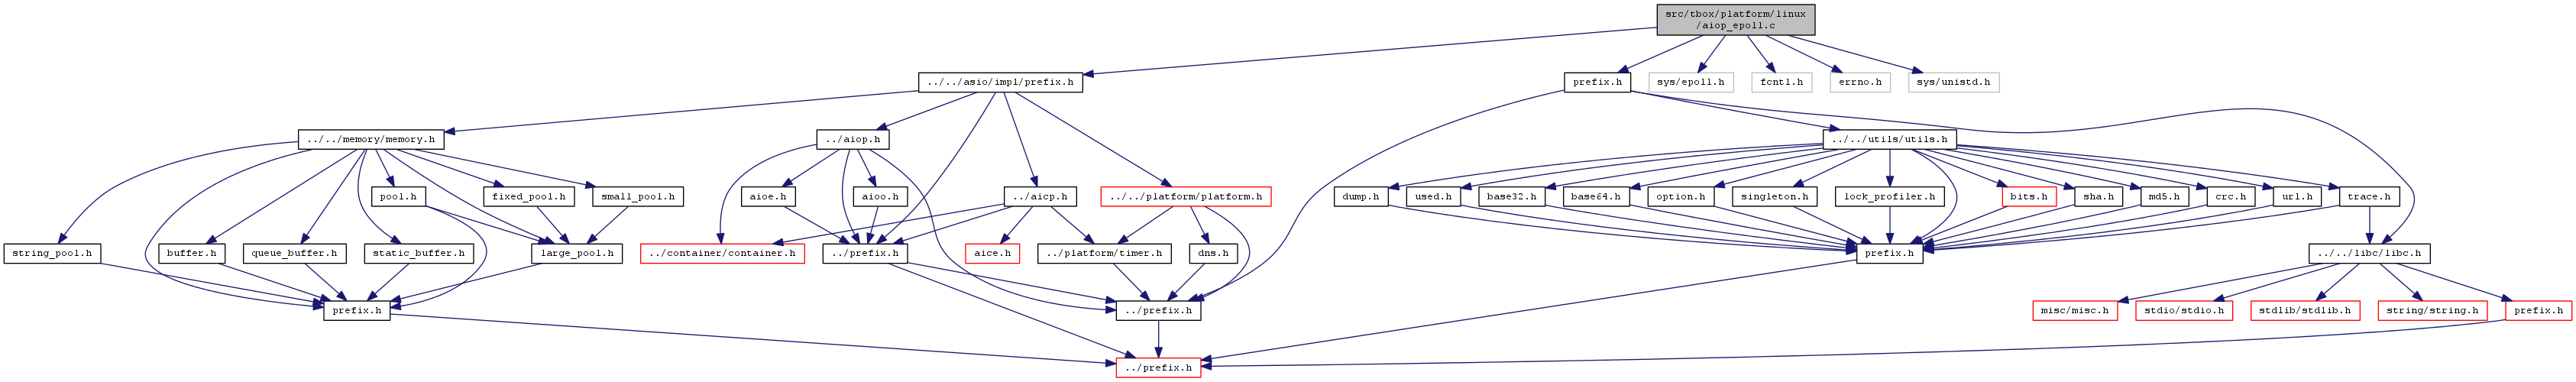 src/tbox/platform/linux
/aiop_epoll.c
../../asio/impl/prefix.h
prefix.h
sys/epoll.h
fcntl.h
errno.h
sys/unistd.h
../../memory/memory.h
../aiop.h
../../utils/utils.h
pool.h
fixed_pool.h
small_pool.h
aioe.h
aioo.h
../aicp.h
../../platform/platform.h
dump.h
used.h
base32.h
base64.h
option.h
singleton.h
lock_profiler.h
bits.h
sha.h
md5.h
crc.h
url.h
trace.h
string_pool.h
buffer.h
queue_buffer.h
static_buffer.h
large_pool.h
../container/container.h
../prefix.h
aice.h
../platform/timer.h
dns.h
prefix.h
../../libc/libc.h
prefix.h
../prefix.h
misc/misc.h
stdio/stdio.h
stdlib/stdlib.h
string/string.h
prefix.h
../prefix.h